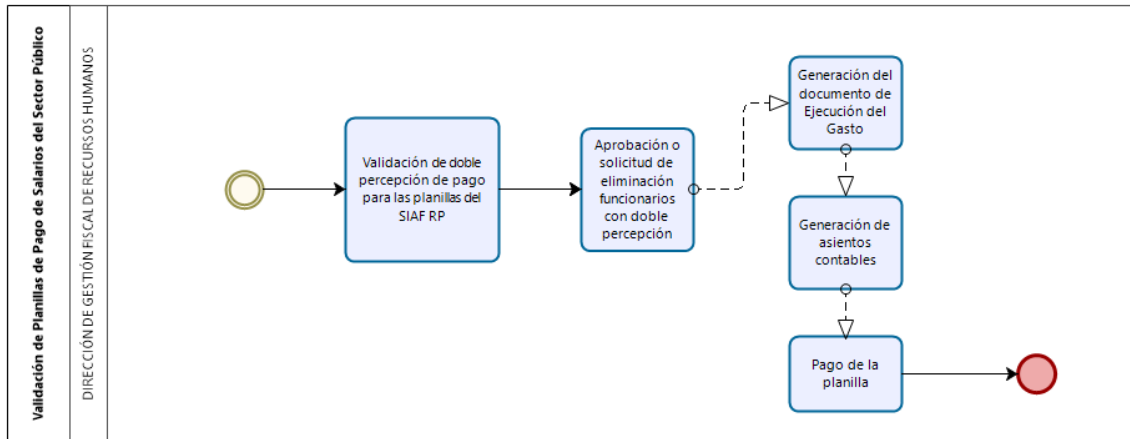 Validación de Planillas de Pago de Salarios del Sector Público
DIRECCIÓN DE GESTIÓN FISCAL DE RECURSOS HUMANOS
Validación de doble
percepción de pago
para las planillas del
SIAF RP
Aprobación o
solicitud de
eliminación
funcionarios
con doble
percepción
Generación del
documento de
Ejecución del
Gasto
Generación de
asientos
contables
Pago de la
planilla